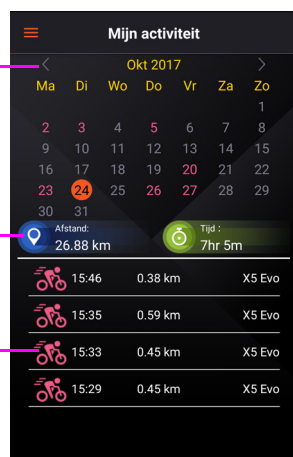 Mijn activiteit
Okt 2017
Ma Di Wo Do Vr Za Zo
1
2 3 4 5 6 7 8
9 10 11 12 13 14 15
16 17 18 19 20 21 22
23 24 25 26 27 28 29
30 31
Afstand: Tijd :
26.88 km 7hr 5m
15:46 0.38 km X5 Evo
15:35 0.59 km X5 Evo
15:33 0.45 km X5 Evo
15:29 0.45 km X5 Evo